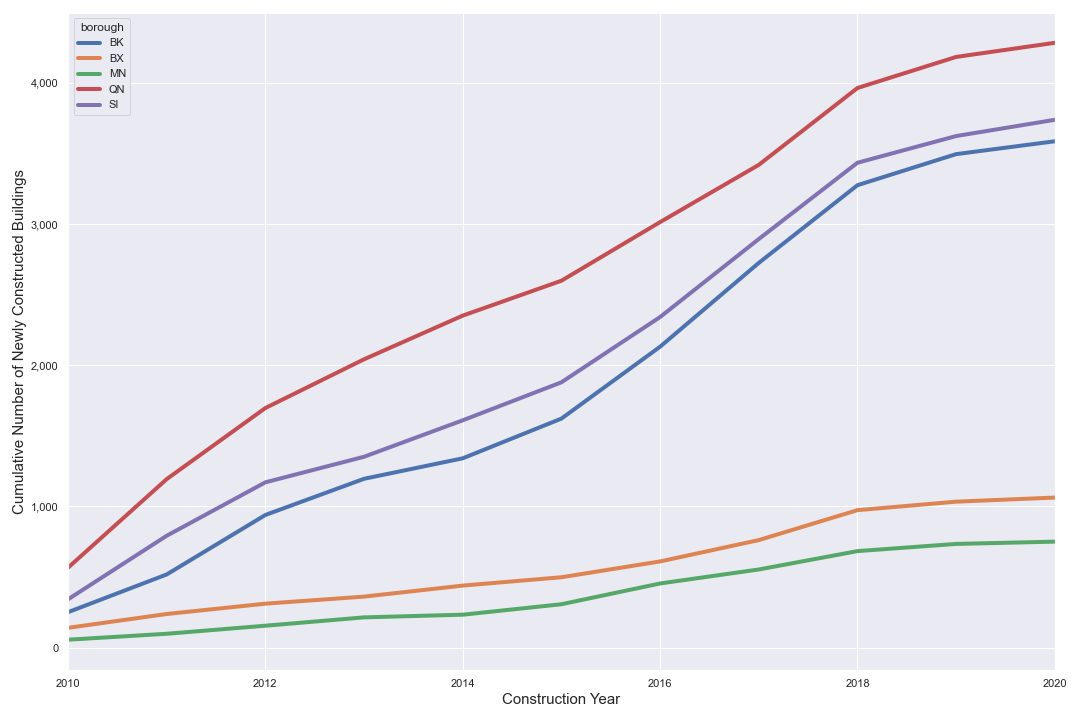 borough
BK
BX
MN
QN
SI
Cumulative Number of Newly Constructed Buildings
4,000
3,000
2,000
1,000
0
2010 2012 2014 2016 2018 2020
Construction Year